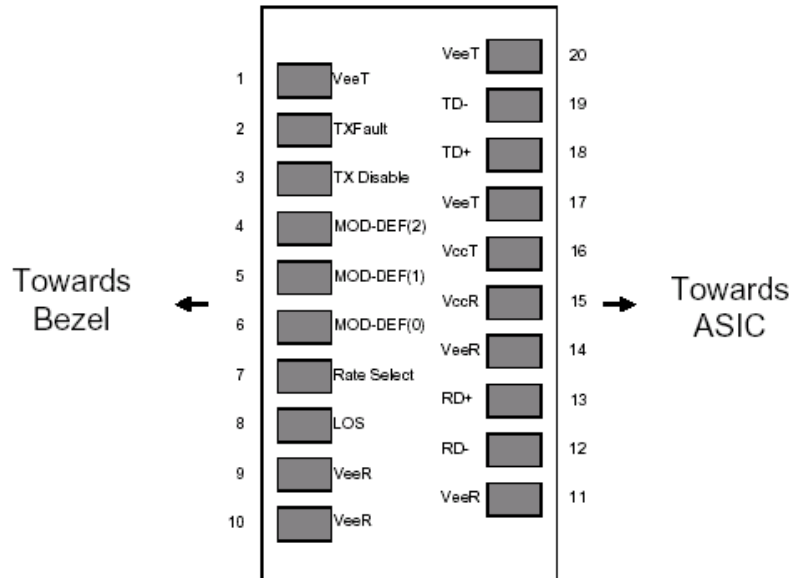 VeeT 20
1 VeeT
TD- 19
2 TXFault
TD+ 18
3 TX Disable
VeeT 17
4 MOD-DEF(2)
VccT 16
5 MOD-DEF(1)
Towards
Bezel
VccR 15
Towards
ASIC
6 MOD-DEF(0)
VeeR 14
7 Rate Select
RD+ 13
8 LOS
RD- 12
9 VeeR
VeeR 11
10 VeeR